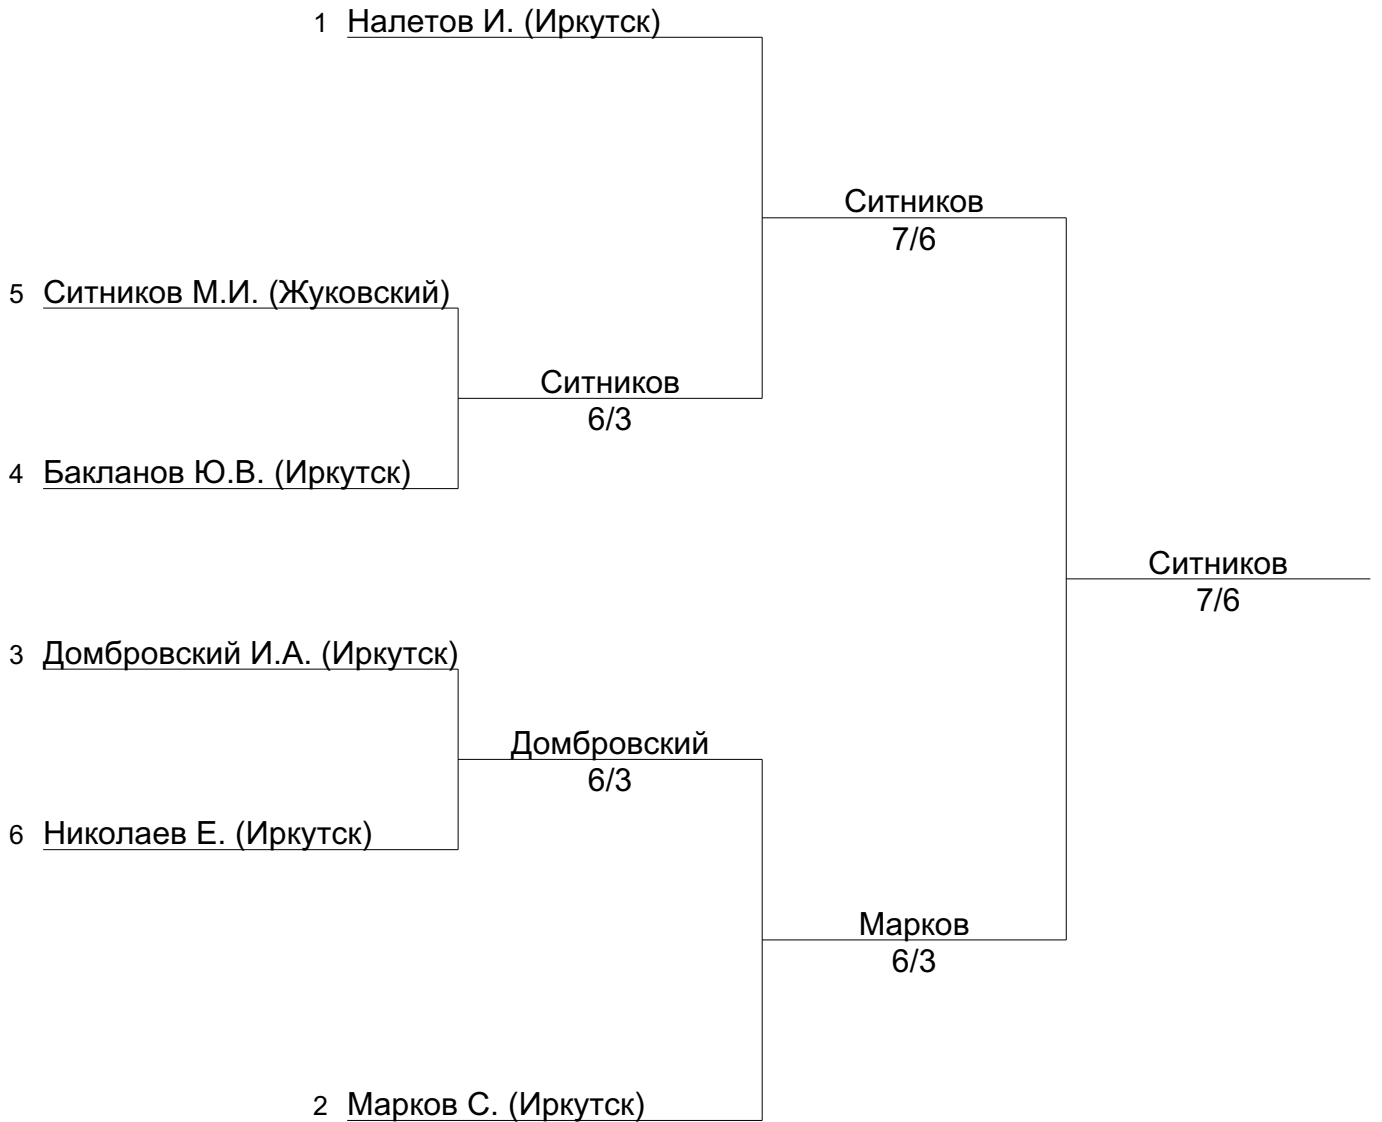 1 Налетов И. (Иркутск)
Ситников
7/6
5 Ситников М.И. (Жуковский)
Ситников
6/3
4 Бакланов Ю.В. (Иркутск)
Ситников
7/6
3 Домбровский И.А. (Иркутск)
Домбровский
6/3
6 Николаев Е. (Иркутск)
Марков
6/3
2 Марков С. (Иркутск)